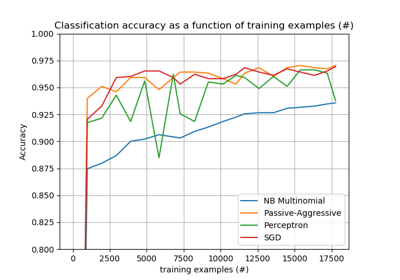 Classification accuracy as a function of training examples (#)
1.000
0.975
0.950
0.925
0.900
0.875
0.850
0.825
0.800
Accuracy
NB Multinomial
Passive-Aggressive
Perceptron
SGD
0 2500 5000 7500 10000 12500 15000 17500
training examples (#)